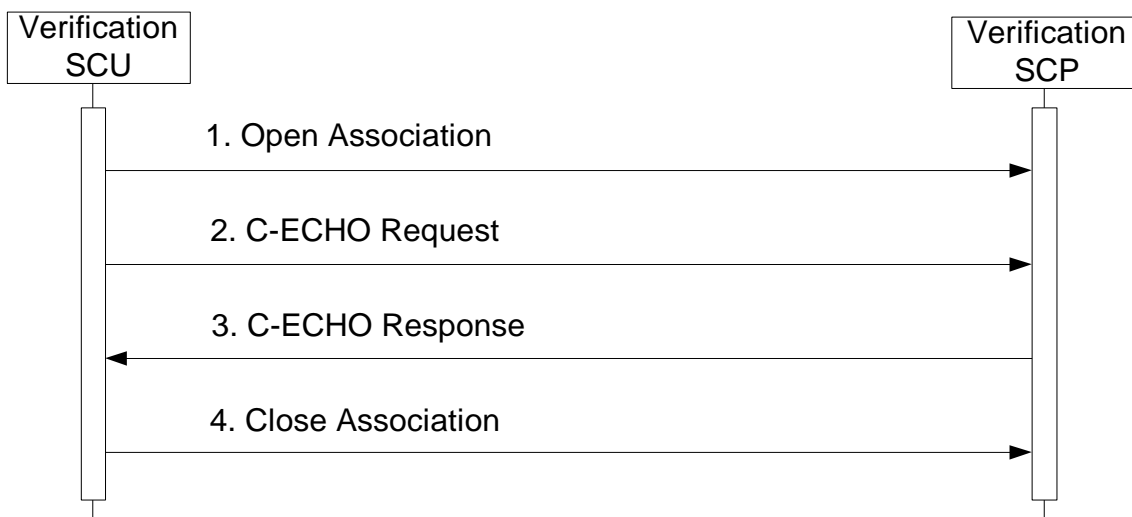 Verification
SCU
Verification
SCP
1. Open Association
2. C-ECHO Request
3. C-ECHO Response
4. Close Association